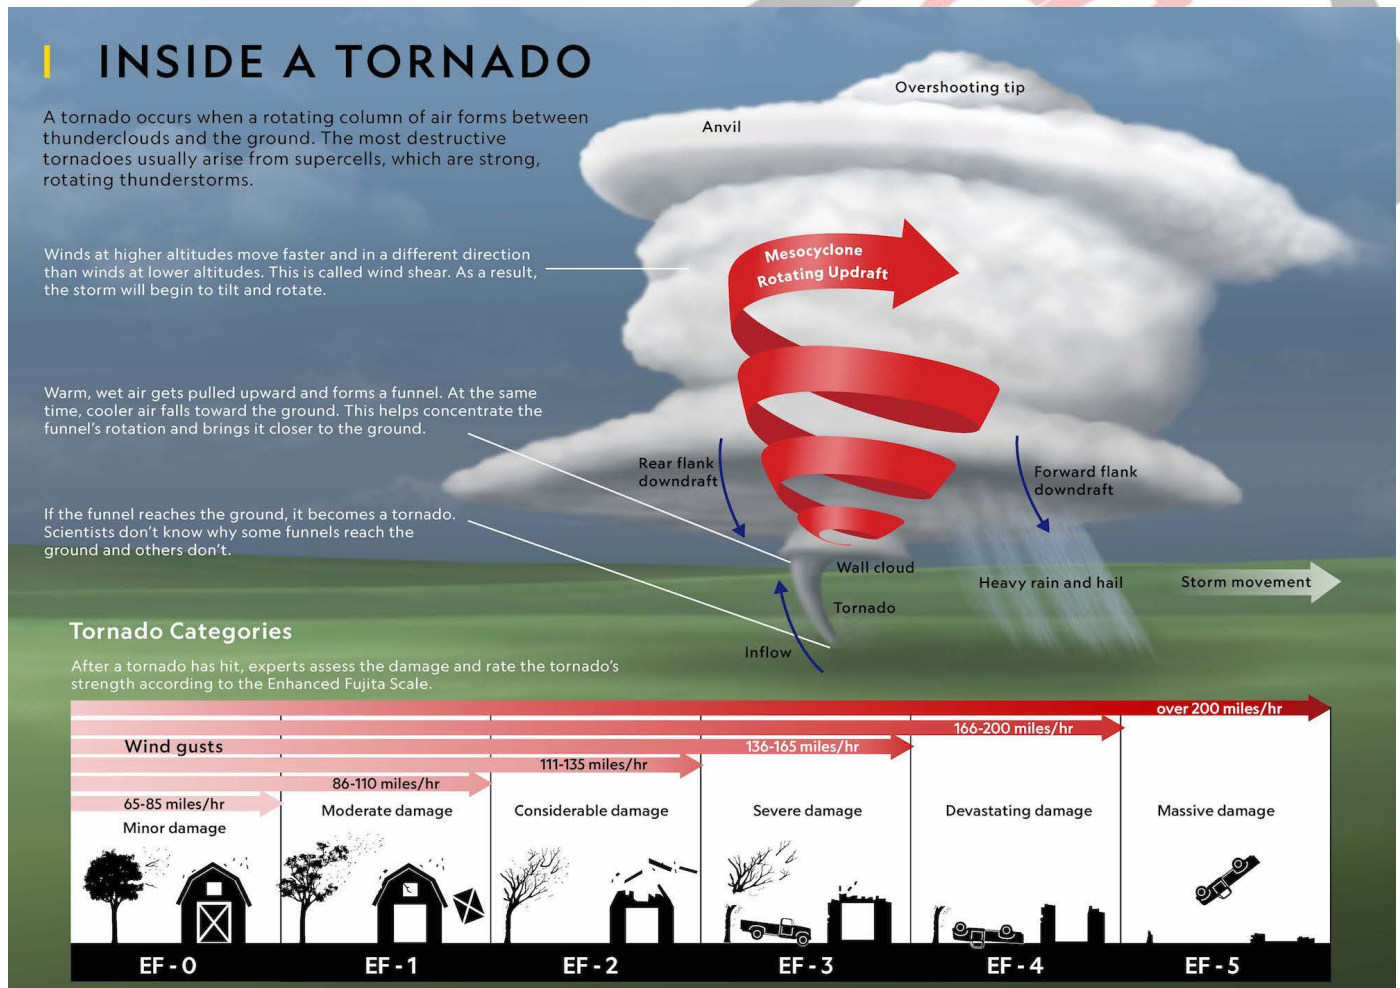 INSIDE A TORNADO
A tornado occurs when a rotating column of air forms between
thunderclouds and the ground. The most destructive
tornadoes usually arise from supercells, which are strong,
rotating thunderstorms.
Overshooting tip
Anvil
Winds at higher altitudes move faster and in a different direction
than winds at lower altitudes. This is called wind shear. As a result,
the storm will begin to tilt and rotate.
Mesocyclone
Rotating Updraft
Warm, wet air gets pulled upward and forms a funnel. At the same
time, cooler air falls toward the ground. This helps concentrate the
funnel's rotation and brings it closer to the ground.
Rear flank
downdraft
Forward flank
downdraft
If the funnel reaches the ground, it becomes a tornado.
Scientists don't know why some funnels reach the
ground and others don't.
Wall cloud
Heavy rain and hail
Storm movement
Tornado
Inflow
Tornado Categories
After a tornado has hit, experts assess the damage and rate the tornado's
strength according to the Enhanced Fujita Scale.
over 200 miles/hr
166-200 miles/hr
Wind gusts
136-165 miles/hr
111-135 miles/hr
86-110 miles/hr
65-85 miles/hr
Minor damage
Moderate damage
Considerable damage
Severe damage
Devastating damage
Massive damage
EF - 0
EF - 1
EF - 2
EF - 3
EF - 4
EF - 5